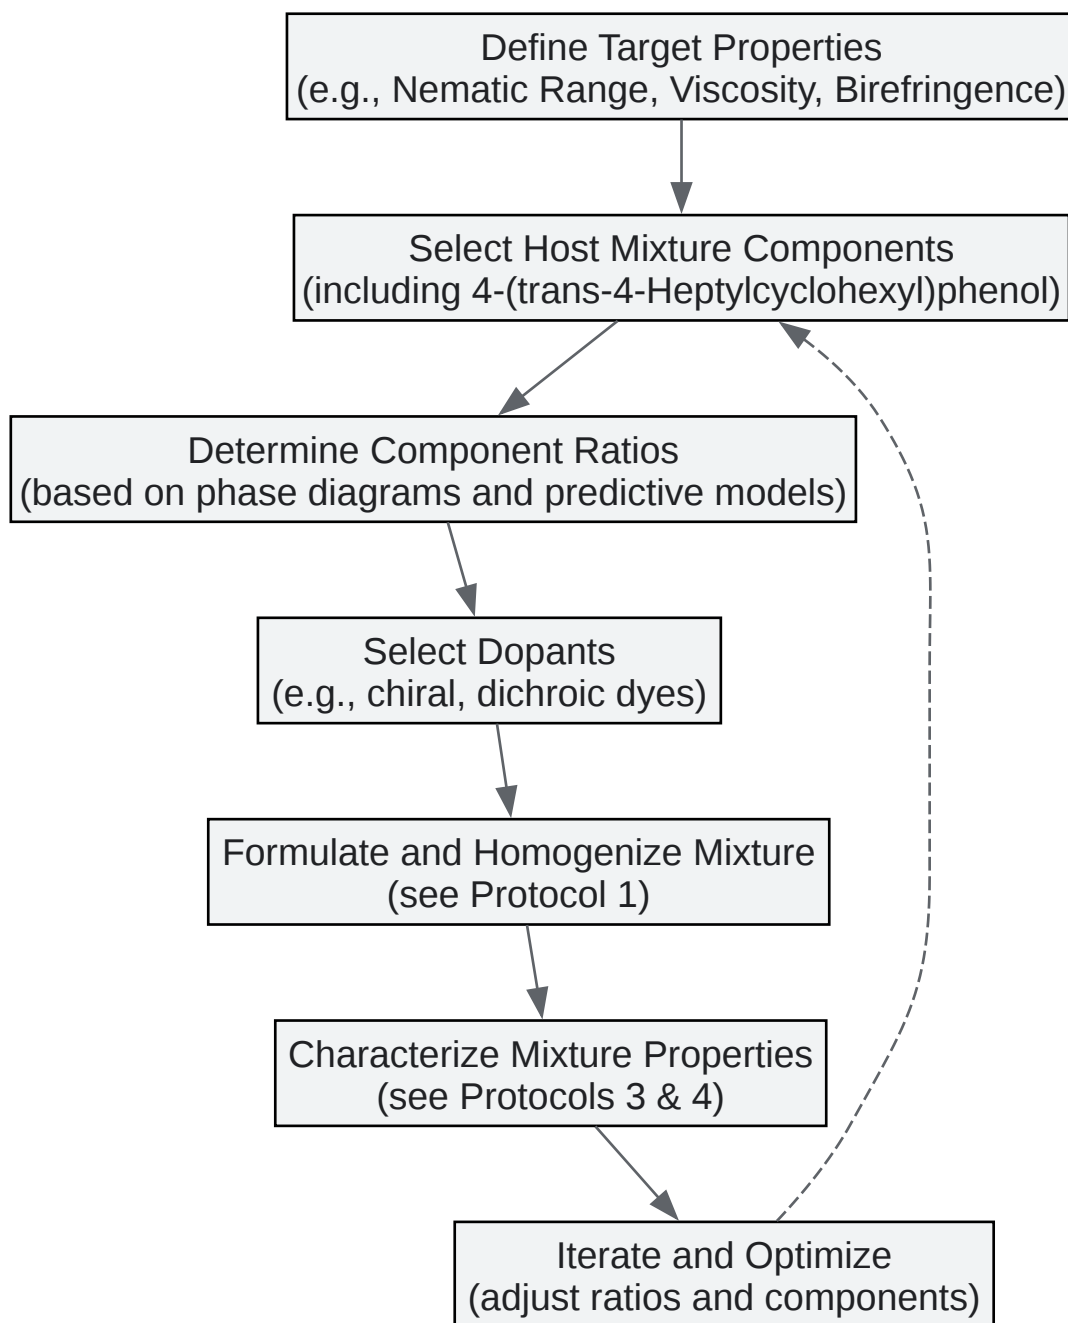 Define Target Properties
(e.g., Nematic Range, Viscosity, Birefringence)
Select Host Mixture Components
(including 4-(trans-4-Heptylcyclohexyl)phenol)
Determine Component Ratios
(based on phase diagrams and predictive models)
Select Dopants
(e.g., chiral, dichroic dyes)
Formulate and Homogenize Mixture
(see Protocol 1)
Characterize Mixture Properties
(see Protocols 3 & 4)
Iterate and Optimize
(adjust ratios and components)